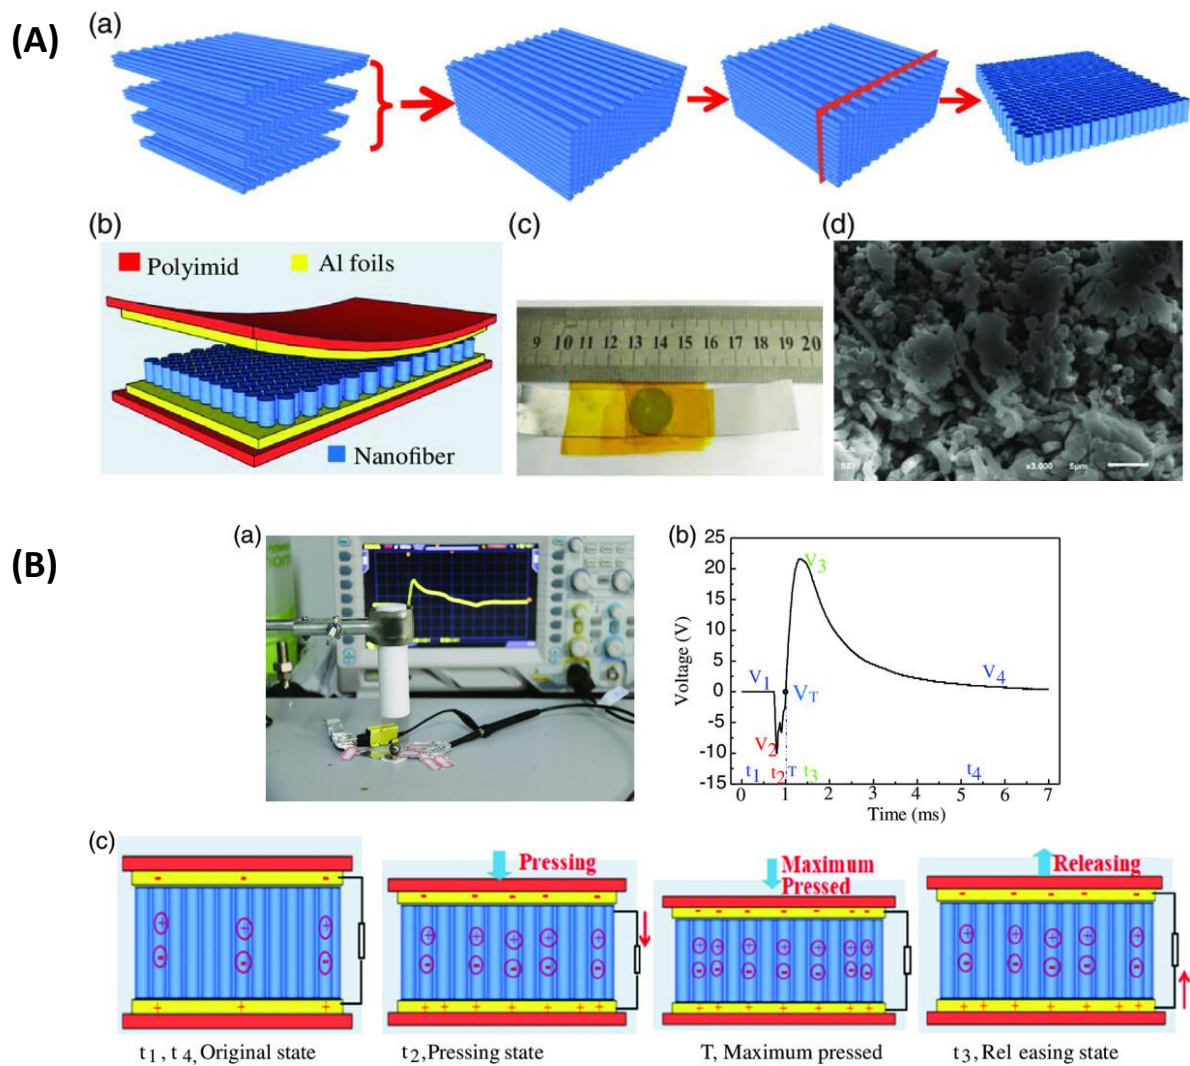 (A)
(a)
(b)
Polyimid
Al foils
Nanofiber
(c)
9 10 11 12 13 14 15 16 17 18 19 20
(d)
x3,000 5μm
(B)
(a)
(b)
25
20
15
10
5
0
-5
-10
-15
Voltage (V)
V1
V2
VT
V3
V4
t1
t2
T
t3
t4
0 1 2 3 4 5 6 7
Time (ms)
(c)
Pressing
Maximum
Pressed
Releasing
t1, t4, Original state
t2, Pressing state
T, Maximum pressed
t3, Rel easing state